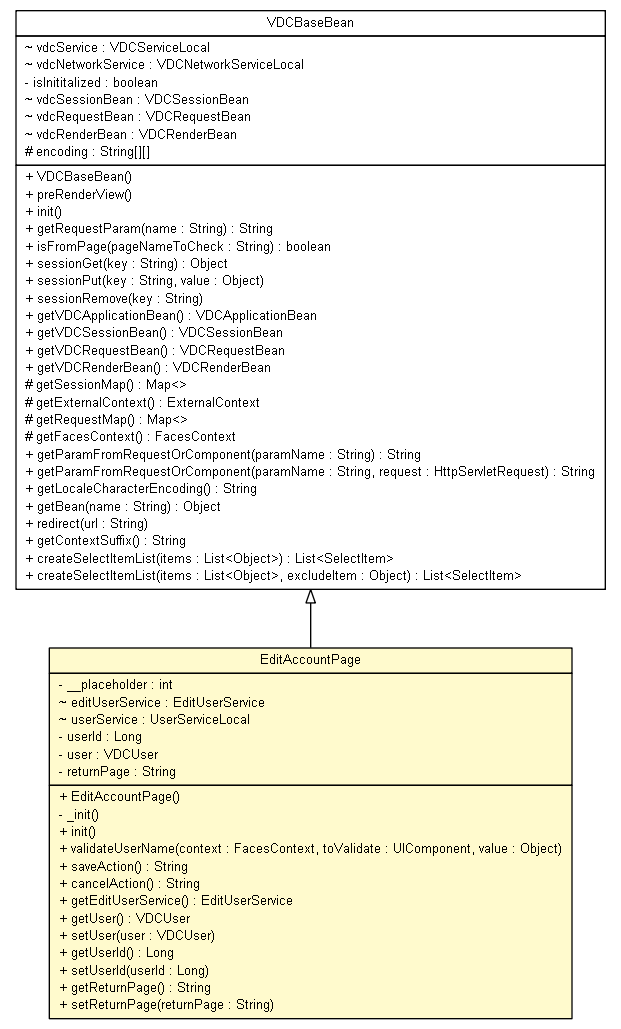 VDCBaseBean
~ vdcService : VDCServiceLocal
~ vdcNetworkService : VDCNetworkServiceLocal
- isInititalized : boolean
~ vdcSessionBean : VDCSessionBean
~ vdcRequestBean : VDCRequestBean
~ vdcRenderBean : VDCRenderBean
# encoding : String[][]
+ VDCBaseBean()
+ preRenderView()
+ init()
+ getRequestParam(name : String) : String
+ isFromPage(pageNameToCheck : String) : boolean
+ sessionGet(key : String) : Object
+ sessionPut(key : String, value : Object)
+ sessionRemove(key : String)
+ getVDCApplicationBean() : VDCApplicationBean
+ getVDCSessionBean() : VDCSessionBean
+ getVDCRequestBean() : VDCRequestBean
+ getVDCRenderBean() : VDCRenderBean
# getSessionMap() : Map<>
# getExternalContext() : ExternalContext
# getRequestMap() : Map<>
# getFacesContext() : FacesContext
+ getParamFromRequestOrComponent(paramName : String) : String
+ getParamFromRequestOrComponent(paramName : String, request : HttpServletRequest) : String
+ getLocaleCharacterEncoding() : String
+ getBean(name : String) : Object
+ redirect(url : String)
+ getContextSuffix() : String
+ createSelectItemList(items : List<Object>) : List<SelectItem>
+ createSelectItemList(items : List<Object>, excludeItem : Object) : List<SelectItem>
EditAccountPage
- __placeholder : int
~ editUserService : EditUserService
~ userService : UserServiceLocal
- userId : Long
- user : VDCUser
- returnPage : String
+ EditAccountPage()
- _init()
+ init()
+ validateUserName(context : FacesContext, toValidate : UIComponent, value : Object)
+ saveAction() : String
+ cancelAction() : String
+ getEditUserService() : EditUserService
+ getUser() : VDCUser
+ setUser(user : VDCUser)
+ getUserId() : Long
+ setUserId(userId : Long)
+ getReturnPage() : String
+ setReturnPage(returnPage : String)